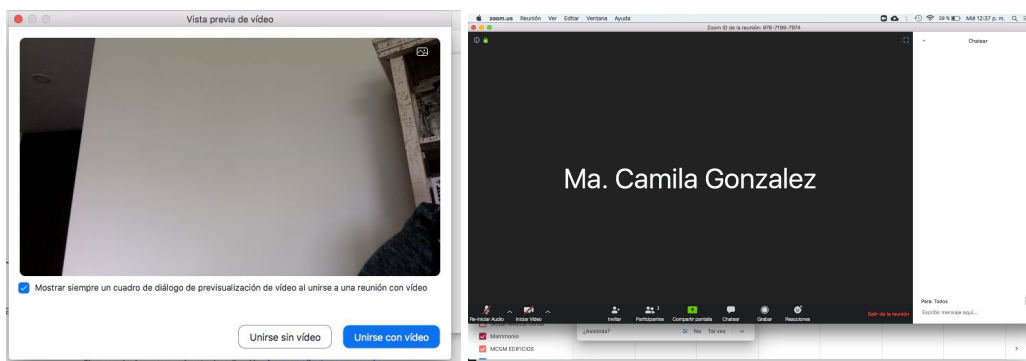 Vista previa de vídeo
Mostrar siempre un cuadro de diálogo de previsualización de vídeo al unirse a una reunión con vídeo
Unirse sin vídeo
Unirse con vídeo
zoom.us Reunión Ver Editar Ventana Ayuda
39 % Mié 12:37 p. m.
Zoom ID de la reunión: 978-7199-7974
Chatear
Ma. Camila Gonzalez
Para: Todos
Escribir mensaje aquí...
1
Re-Iniciar Audio Iniciar Video Invitar Participantes Compartir pantalla Chatear Grabar Reacciones Salir de la reunión
¿Asistirás? Sí No Tal vez
Matrimonio
MCGM EDIFICIOS